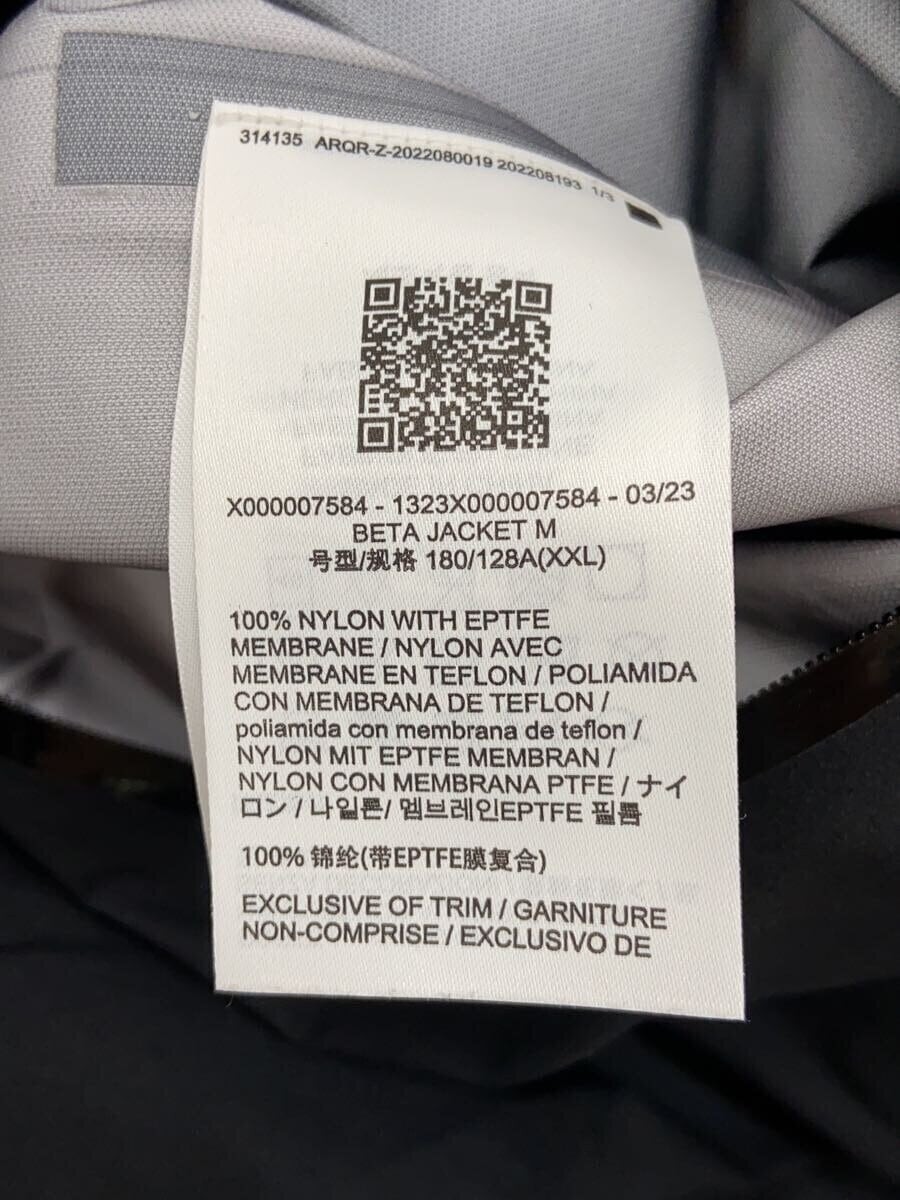 314135 ARQR-Z-2022080019 202208193 1/3
X000007584 - 1323X000007584 - 03/23
BETA JACKET M
号型/规格 180/128A(XXL)
100% NYLON WITH EPTFE
MEMBRANE / NYLON AVEC
MEMBRANE EN TEFLON / POLIAMIDA
CON MEMBRANA DE TEFLON /
poliamida con membrana de teflon /
NYLON MIT EPTFE MEMBRAN /
NYLON CON MEMBRANA PTFE / ナイ
ロン / 나일론/ 멤브레인EPTFE 필름
100% 锦纶(带EPTFE膜复合)
EXCLUSIVE OF TRIM / GARNITURE
NON-COMPRISE / EXCLUSIVO DE